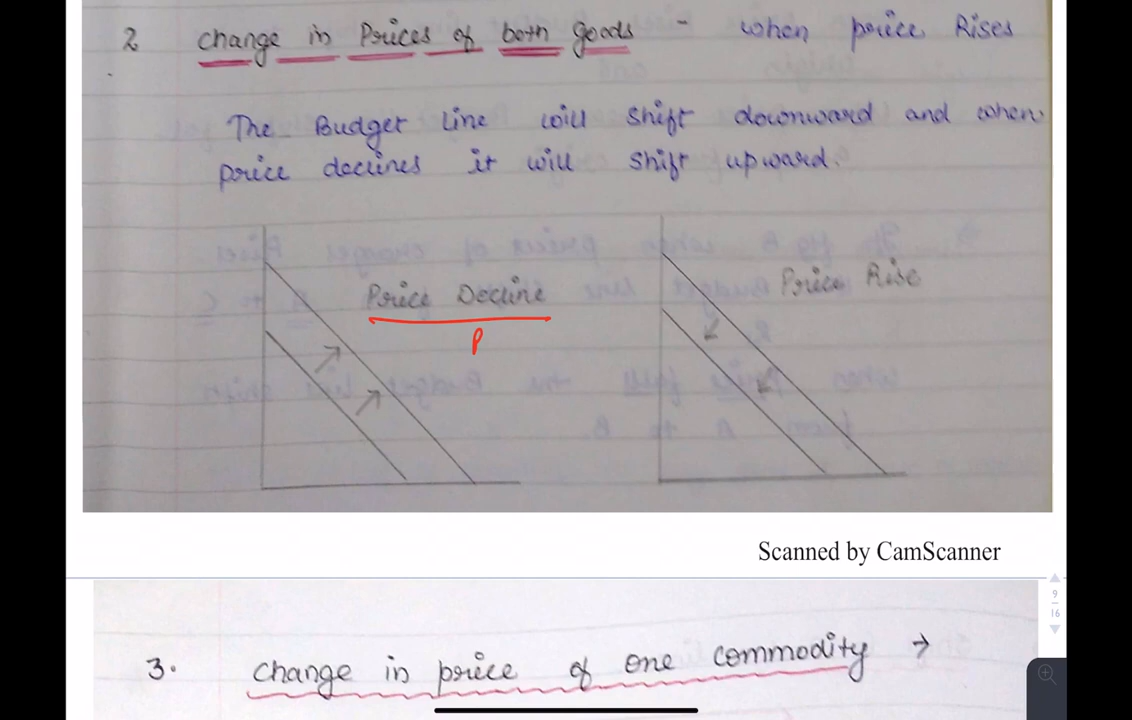 2 change in Prices of both goods - when price Rises
The Budget line will shift downward and when
price declines it will shift upward.
Price Decline
Price Rise
P
Scanned by CamScanner
9
16
3. change in price of one commodity →